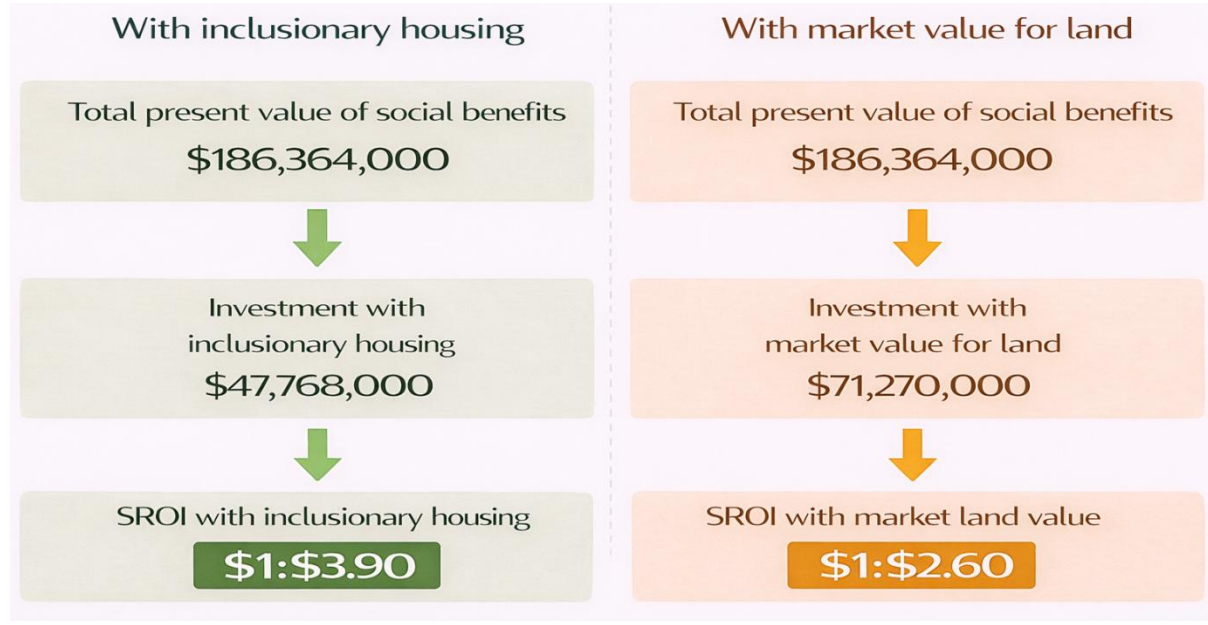 With inclusionary housing
Total present value of social benefits
$186,364,000
Investment with
inclusionary housing
$47,768,000
SROI with inclusionary housing
$1:$3.90
With market value for land
Total present value of social benefits
$186,364,000
Investment with
market value for land
$71,270,000
SROI with market land value
$1:$2.60